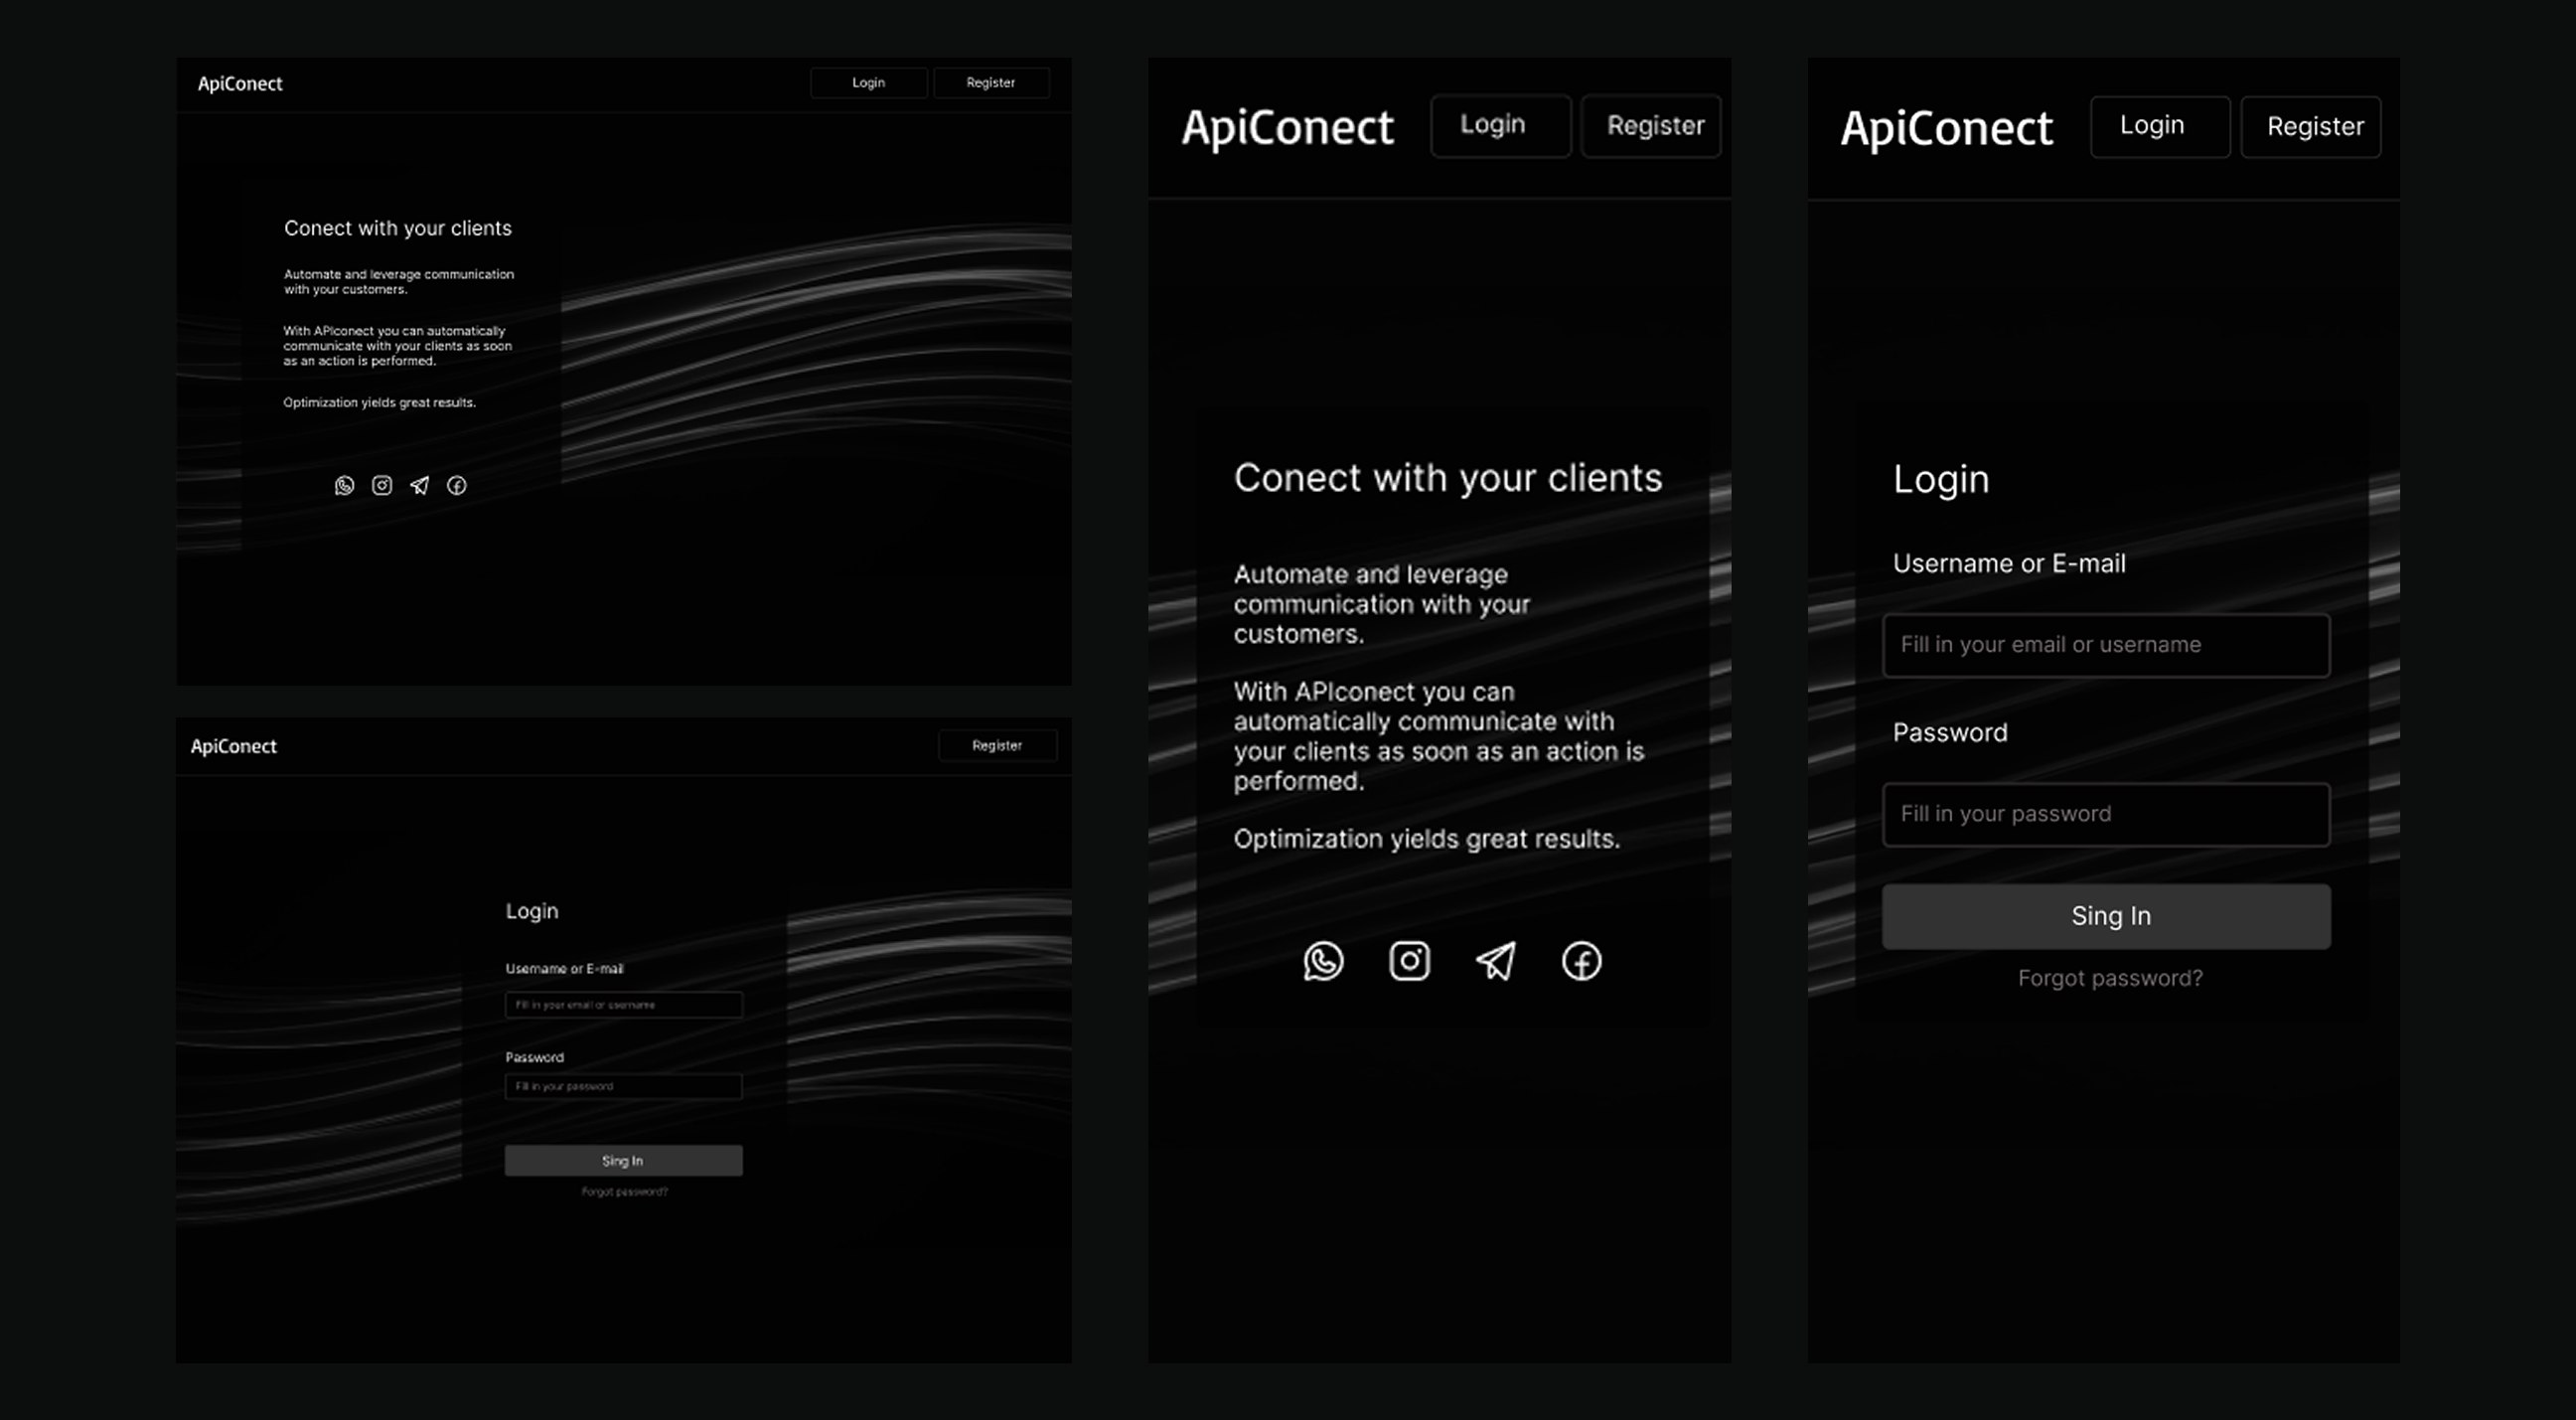 ApiConect
Login
Register
Conect with your clients
Automate and leverage communication
with your customers.
With APIconect you can automatically
communicate with your clients as soon
as an action is performed.
Optimization yields great results.
ApiConect
Register
Login
Username or E-mail
Fill in your email or username
Password
Fill in your password
Sing In
Forgot password?
ApiConect
Login
Register
Conect with your clients
Automate and leverage
communication with your
customers.
With APIconect you can
automatically communicate with
your clients as soon as an action is
performed.
Optimization yields great results.
ApiConect
Login
Register
Login
Username or E-mail
Fill in your email or username
Password
Fill in your password
Sing In
Forgot password?